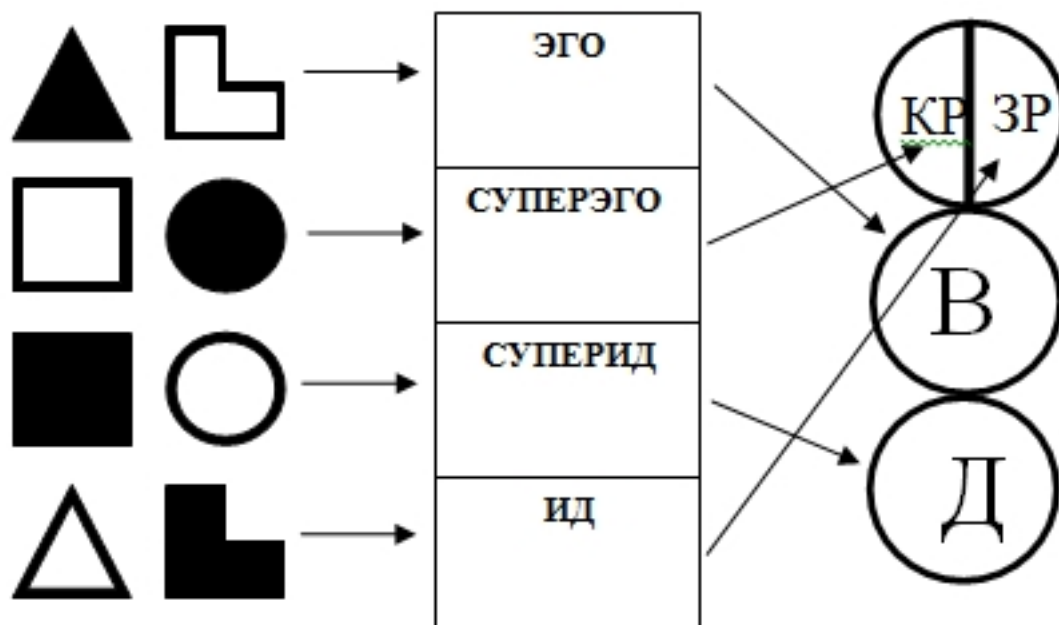 ЭГО
КР ЗР
СУПЕРЭГО
В
СУПЕРИД
Д
ИД